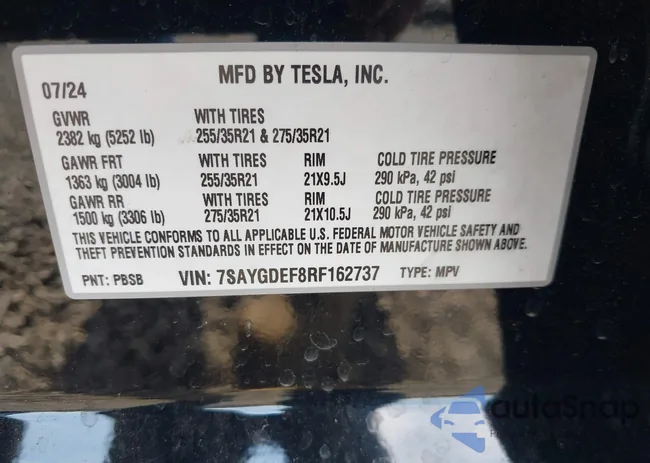 MFD BY TESLA, INC.
07/24
GVWR WITH TIRES
2382 kg (5252 lb) 255/35R21 & 275/35R21
GAWR FRT WITH TIRES RIM COLD TIRE PRESSURE
1363 kg (3004 lb) 255/35R21 21X9.5J 290 kPa, 42 psi
GAWR RR WITH TIRES RIM COLD TIRE PRESSURE
1500 kg (3306 lb) 275/35R21 21X10.5J 290 kPa, 42 psi
THIS VEHICLE CONFORMS TO ALL APPLICABLE U.S. FEDERAL MOTOR VEHICLE SAFETY AND
THEFT PREVENTION STANDARDS IN EFFECT ON THE DATE OF MANUFACTURE SHOWN ABOVE.
PNT: PBSB VIN: 7SAYGDEF8RF162737 TYPE: MPV
autaSnap